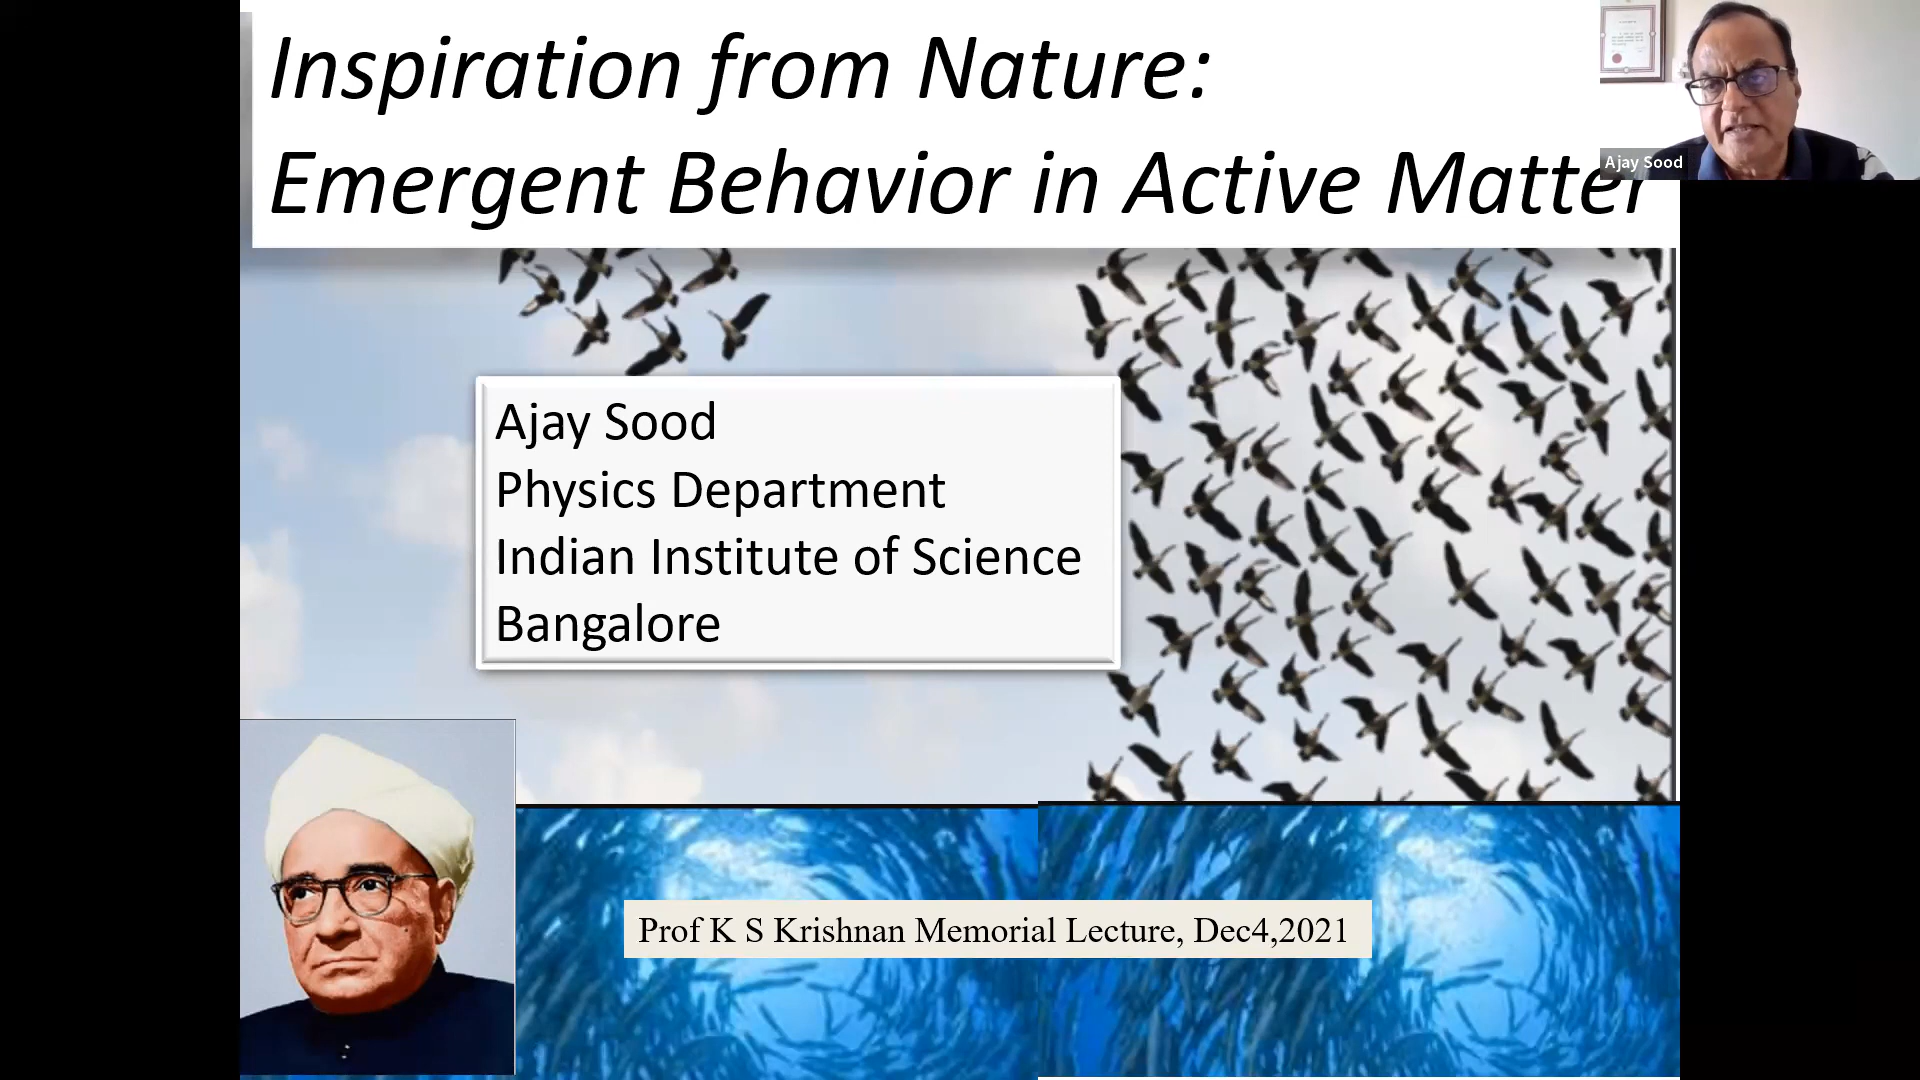 Inspiration from Nature:
Emergent Behavior in Active Matter
Ajay Sood
Ajay Sood
Physics Department
Indian Institute of Science
Bangalore
Prof K S Krishnan Memorial Lecture, Dec4,2021